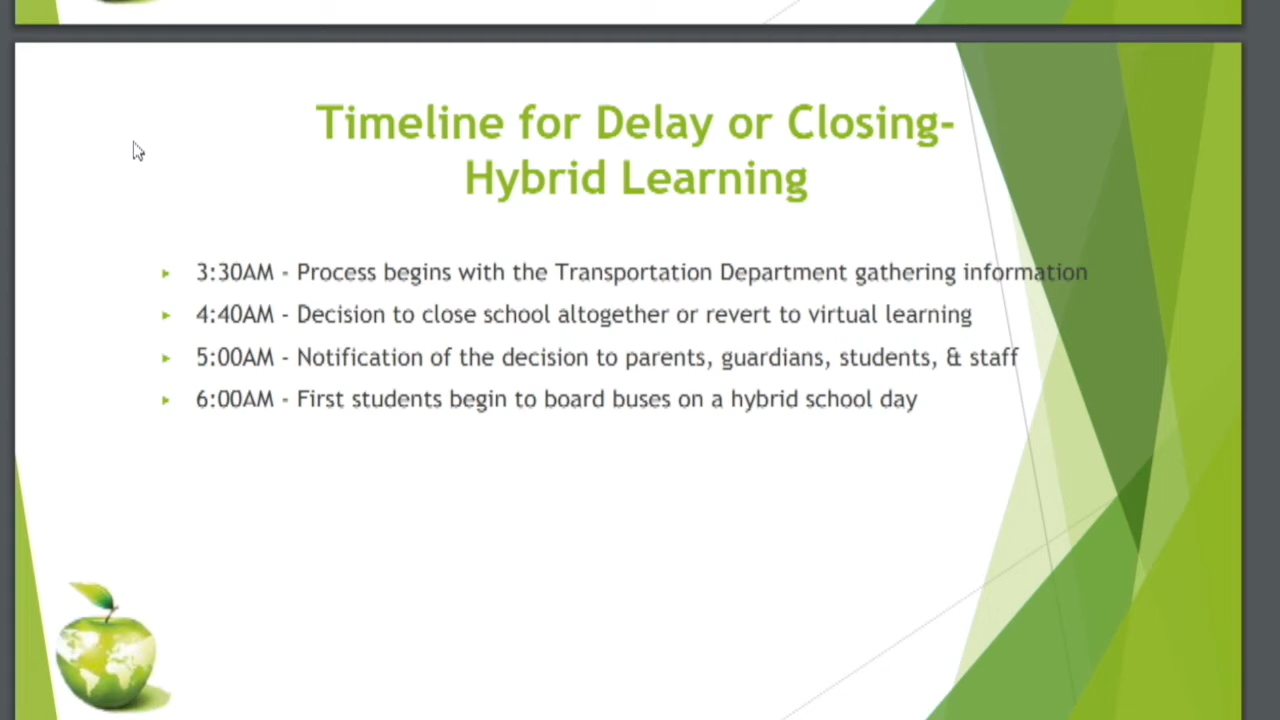 Timeline for Delay or Closing-
Hybrid Learning
3:30AM - Process begins with the Transportation Department gathering information
4:40AM - Decision to close school altogether or revert to virtual learning
5:00AM - Notification of the decision to parents, guardians, students, & staff
6:00AM - First students begin to board buses on a hybrid school day